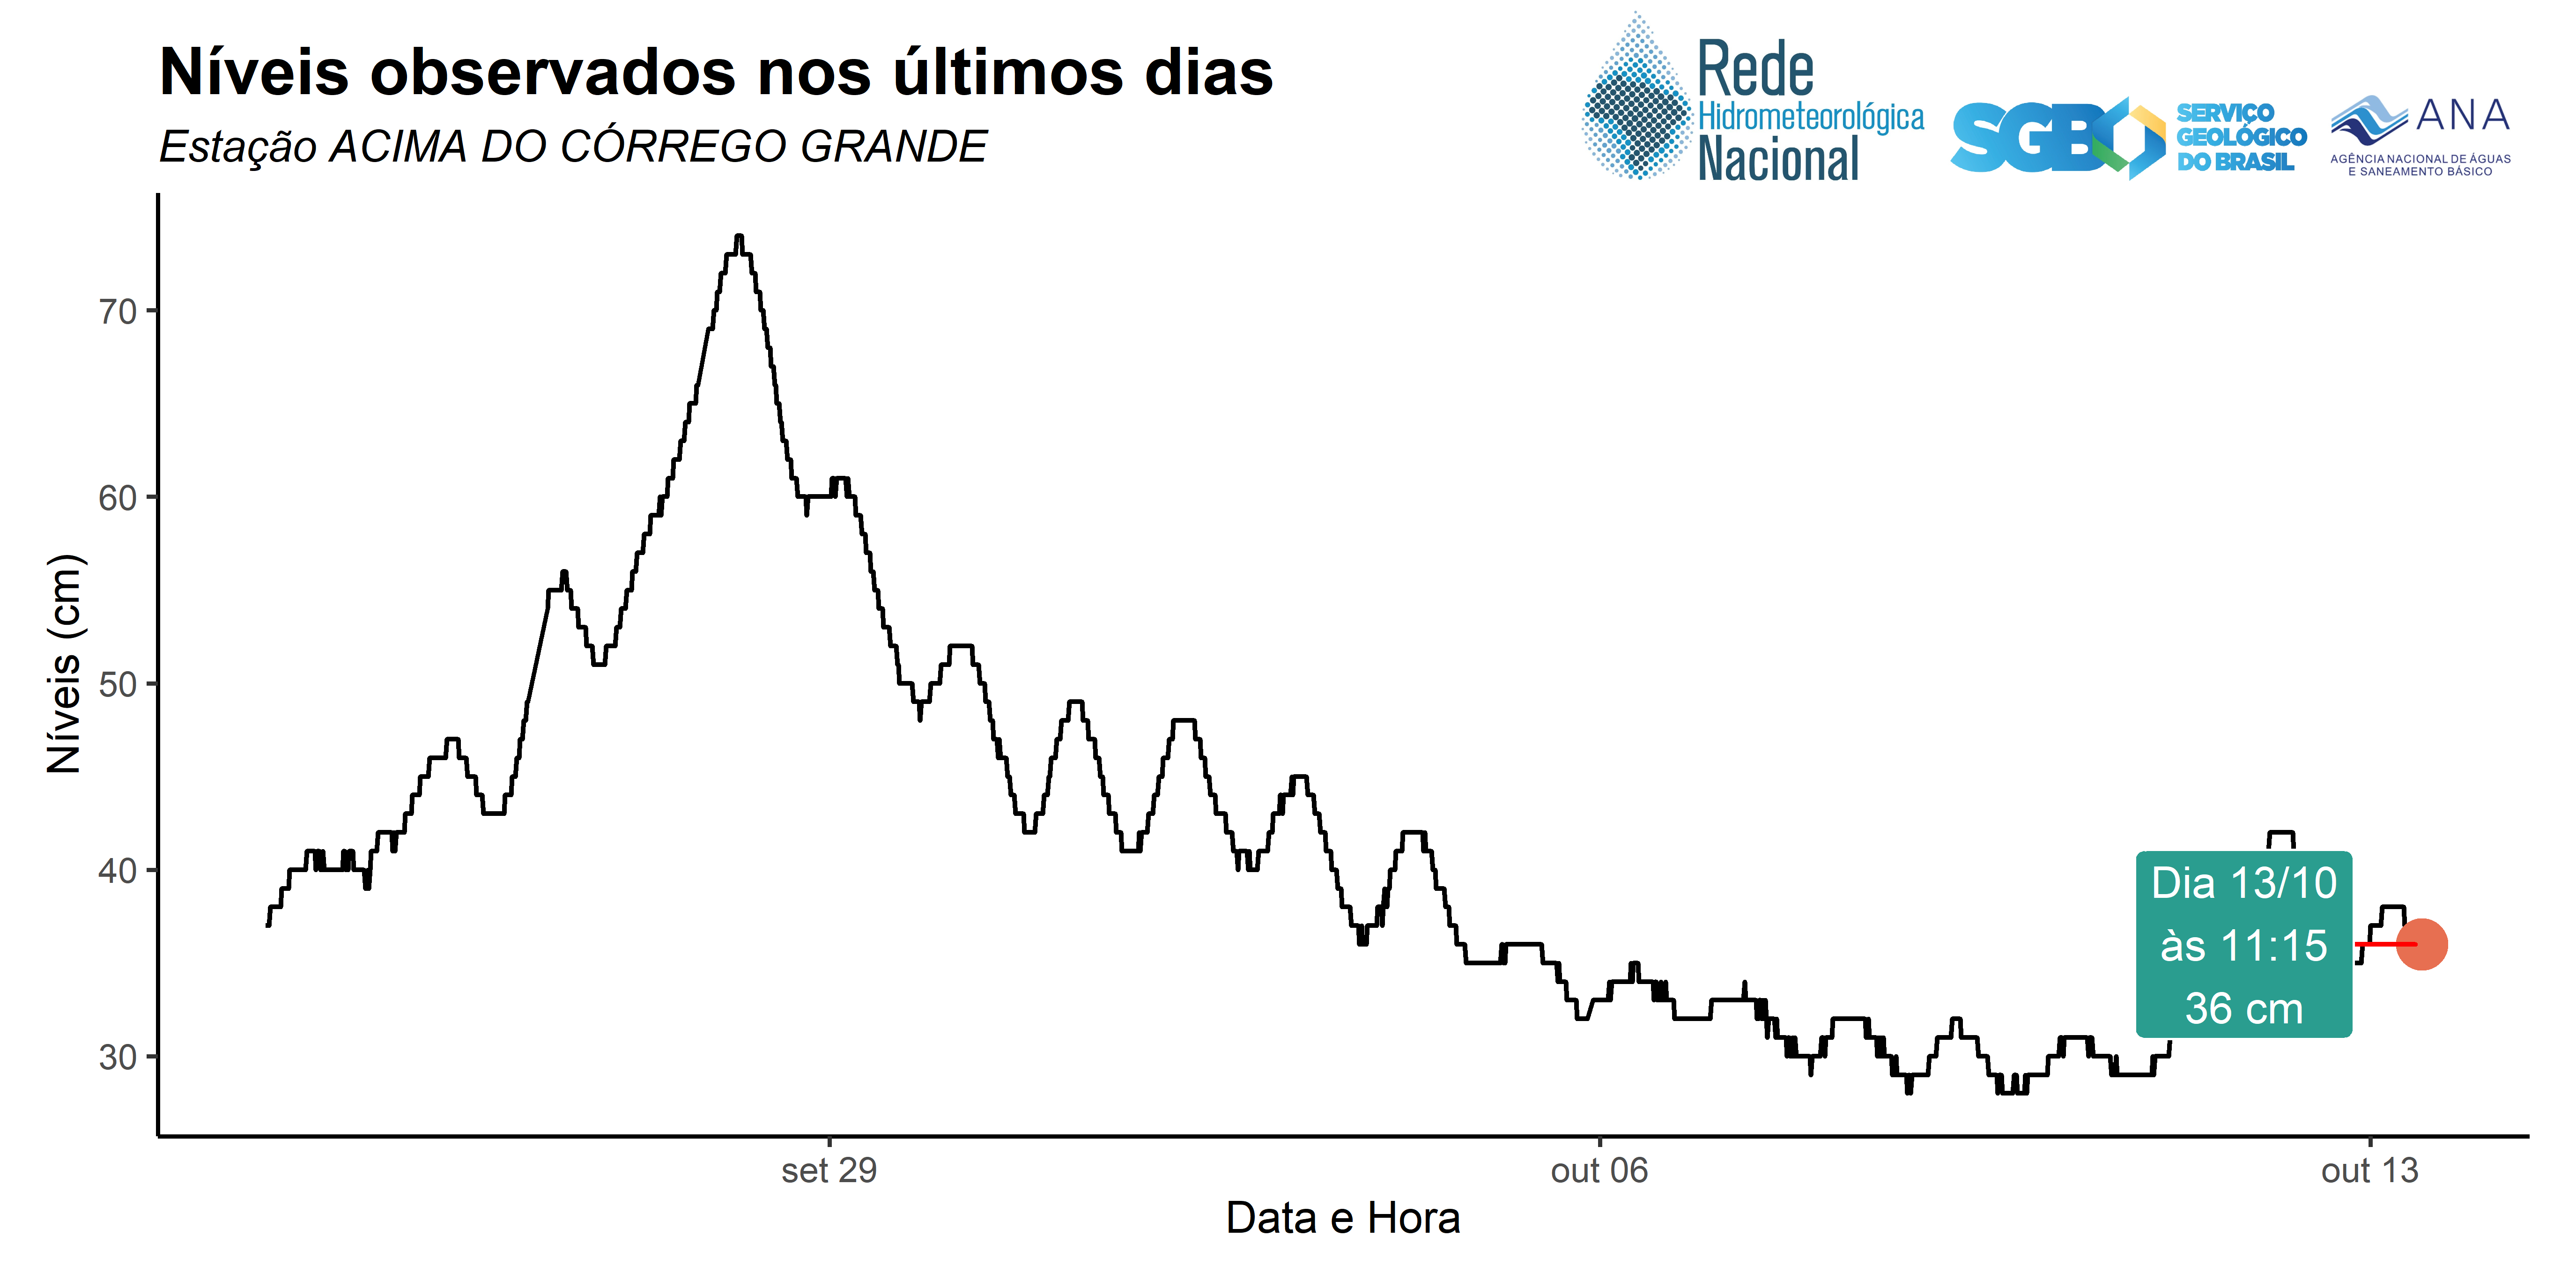 Níveis observados nos últimos dias
Estação ACIMA DO CÓRREGO GRANDE
Rede
Hidrometeorológica
Nacional
SGB
SERVIÇO
GEOLÓGICO
DO BRASIL
ANA
AGÊNCIA NACIONAL DE ÁGUAS
E SANEAMENTO BÁSICO
Níveis (cm)
70
60
50
40
30
Dia 13/10
às 11:15
36 cm
set 29
out 06
out 13
Data e Hora